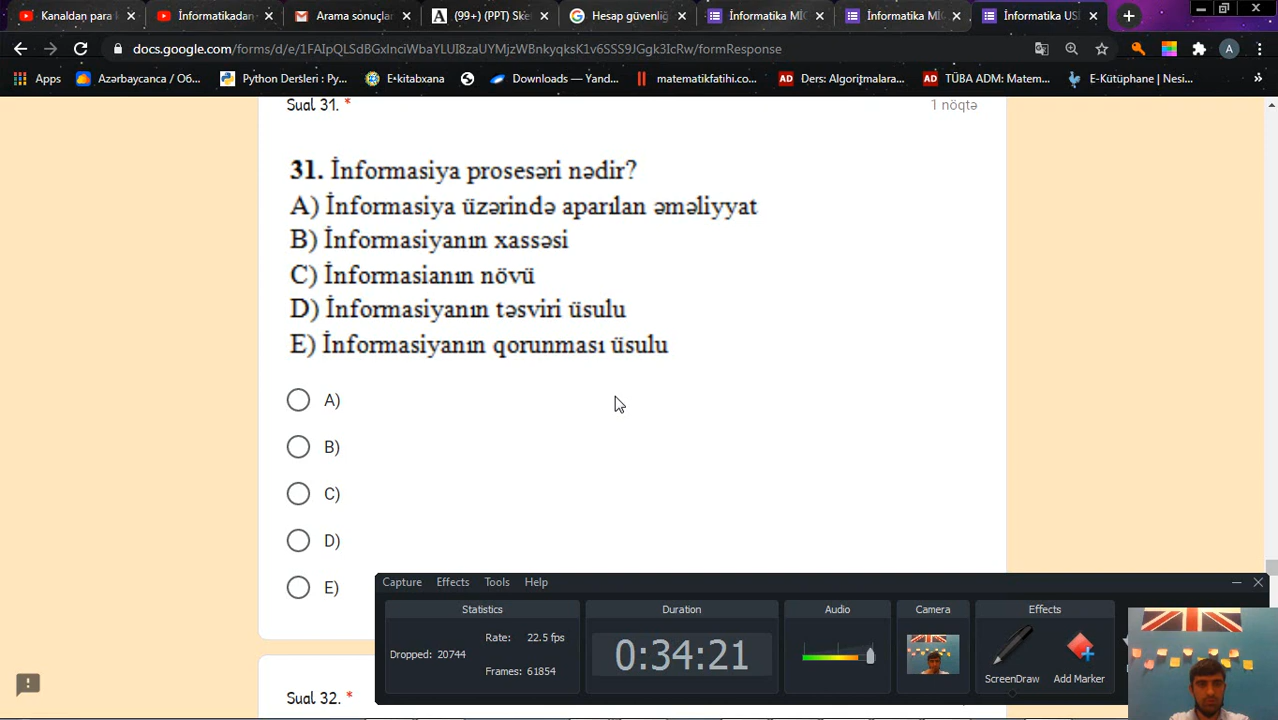 Kanaldan para k
İnformatikadan
Arama sonuçlar
(99+) (PPT) Ske
Hesap güvenliğ
İnformatika MİQ
İnformatika MİQ
İnformatika USİ
docs.google.com/forms/d/e/1FAIpQLSdBGxlnciWbaYLUI8zaUYMjzWBnkyqksK1v6SSS9JGgk3IcRw/formResponse
A
Apps
Azərbaycanca / Об...
Python Dersleri : Py...
E•kitabxana
Downloads — Yand...
matematikfatihi.co...
AD Ders: Algoritmalara...
AD TÜBA ADM: Matem...
E-Kütüphane | Nesi...
»
Sual 31. *
1 nöqtə
31. İnformasiya prosesəri nədir?
A) İnformasiya üzərində aparılan əməliyyat
B) İnformasiyanın xassəsi
C) İnformasianın növü
D) İnformasiyanın təsviri üsulu
E) İnformasiyanın qorunması üsulu
A)
B)
C)
D)
E)
Sual 32. *
Capture Effects Tools Help
Statistics
Rate: 22.5 fps
Dropped: 20744
Frames: 61854
Duration
0:34:21
Audio
Camera
Effects
ScreenDraw
Add Marker